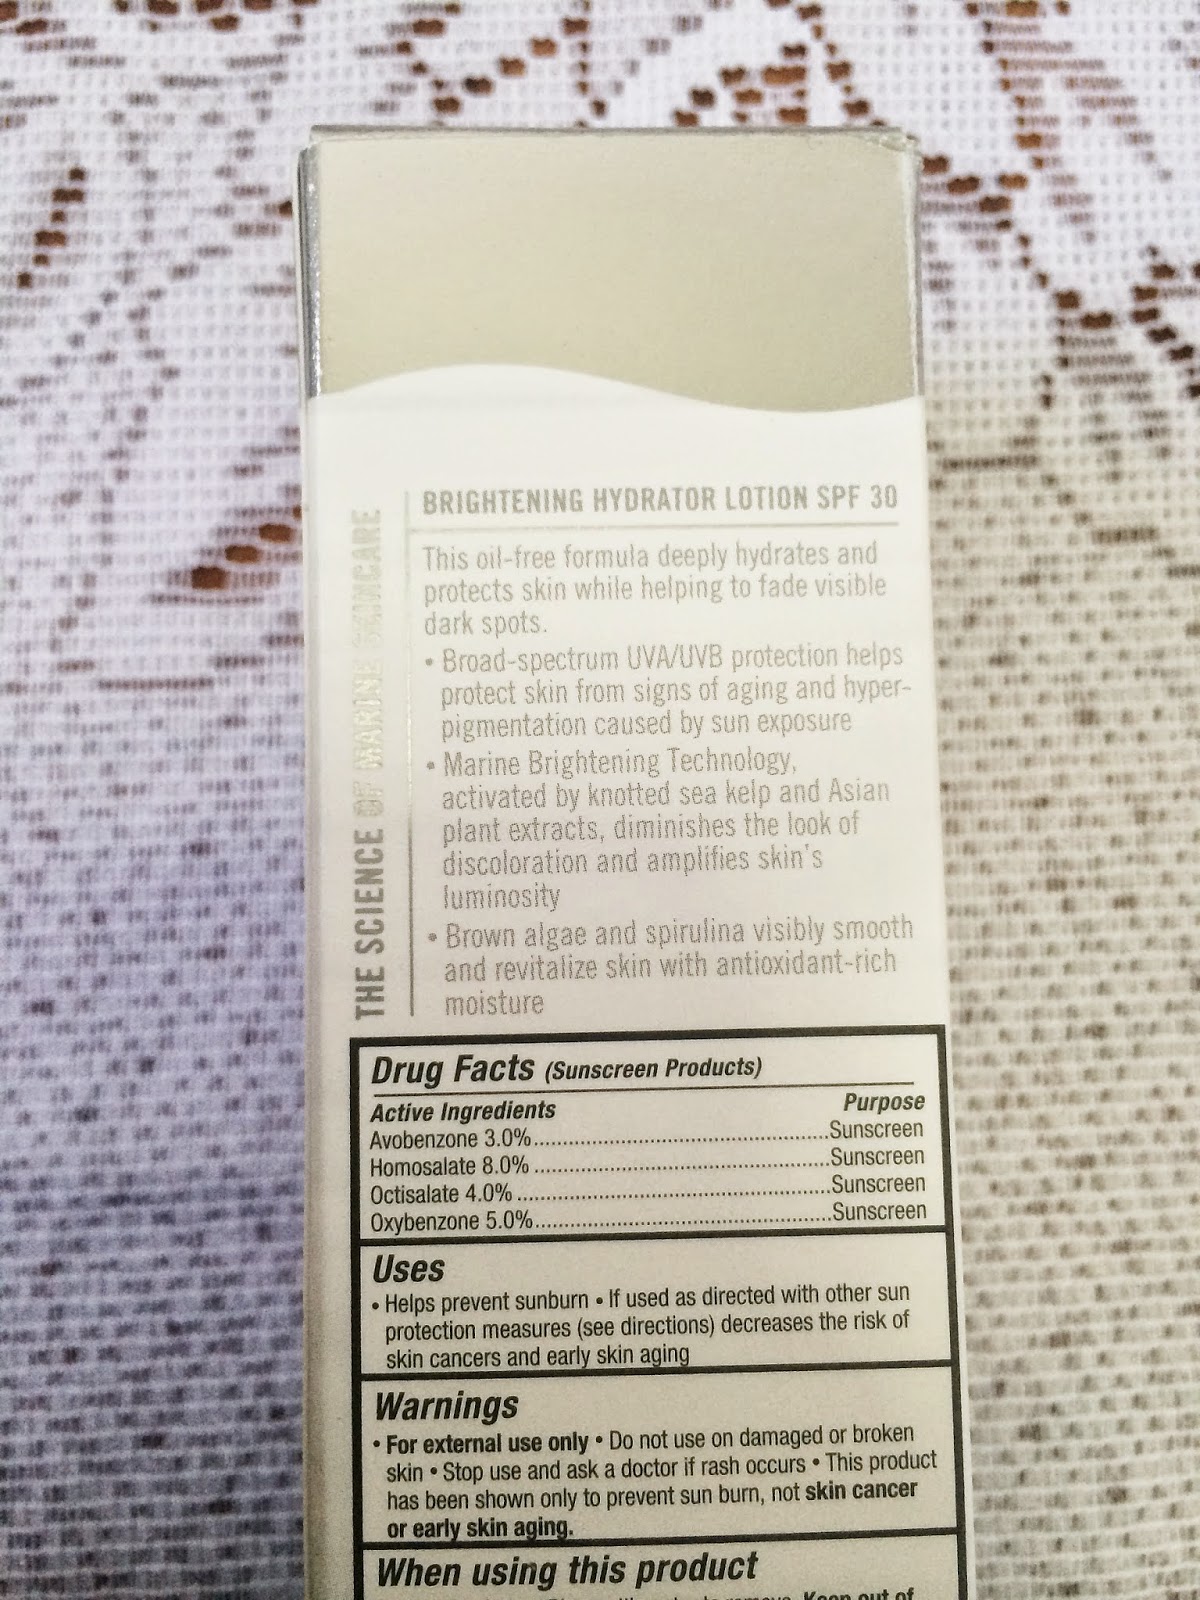 THE SCIENCE OF MARINE SKINCARE
BRIGHTENING HYDRATOR LOTION SPF 30
This oil-free formula deeply hydrates and
protects skin while helping to fade visible
dark spots.
• Broad-spectrum UVA/UVB protection helps
protect skin from signs of aging and hyper-
pigmentation caused by sun exposure
• Marine Brightening Technology,
activated by knotted sea kelp and Asian
plant extracts, diminishes the look of
discoloration and amplifies skin's
luminosity
• Brown algae and spirulina visibly smooth
and revitalize skin with antioxidant-rich
moisture
Drug Facts (Sunscreen Products)
Active Ingredients Purpose
Avobenzone 3.0%..................................................Sunscreen
Homosalate 8.0%..................................................Sunscreen
Octisalate 4.0%.....................................................Sunscreen
Oxybenzone 5.0%..................................................Sunscreen
Uses
• Helps prevent sunburn • If used as directed with other sun
protection measures (see directions) decreases the risk of
skin cancers and early skin aging
Warnings
• For external use only • Do not use on damaged or broken
skin • Stop use and ask a doctor if rash occurs • This product
has been shown only to prevent sun burn, not skin cancer
or early skin aging.
When using this product
Keep out of